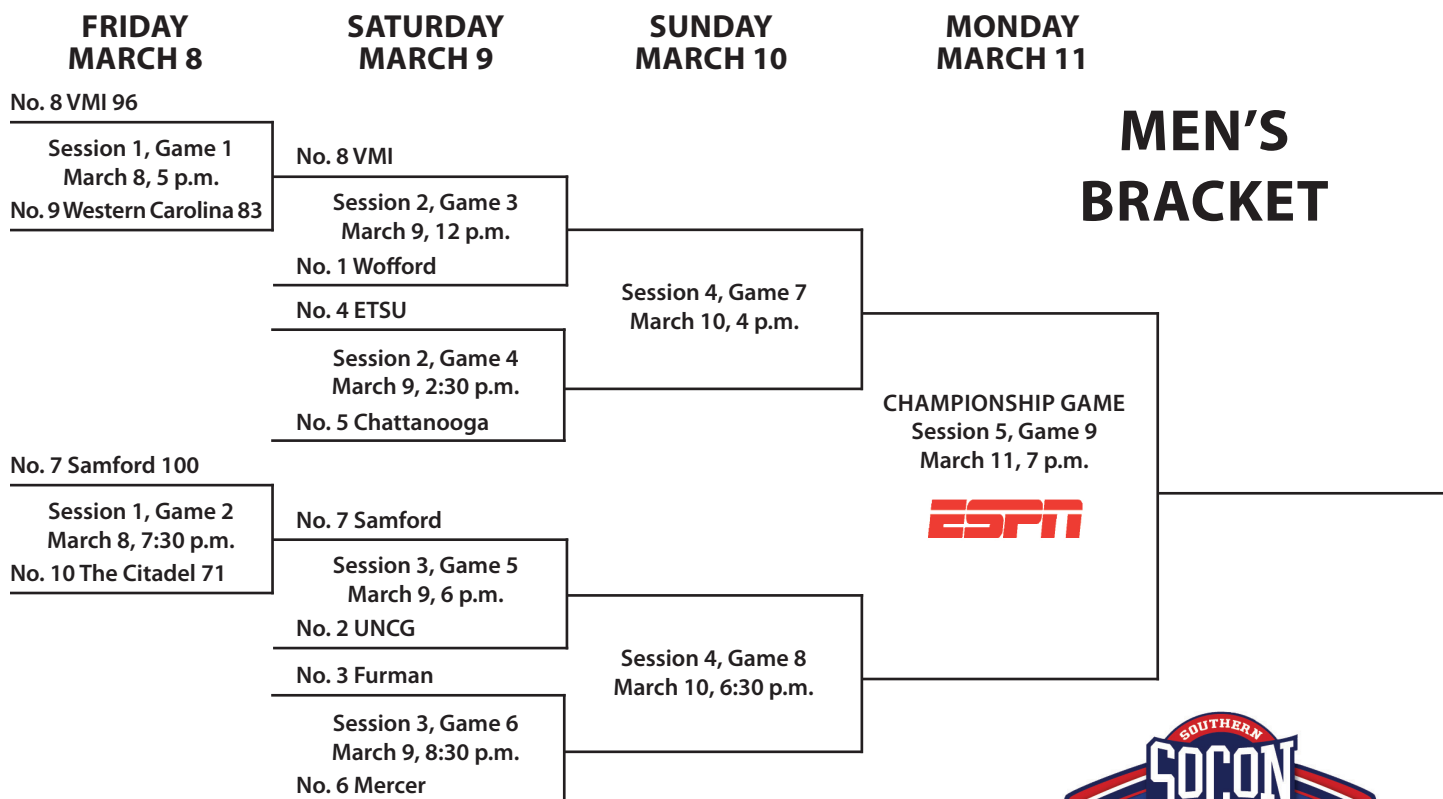 FRIDAY
MARCH 8
SATURDAY
MARCH 9
SUNDAY
MARCH 10
MONDAY
MARCH 11
MEN’S
BRACKET
No. 8 VMI 96
Session 1, Game 1
March 8, 5 p.m.
No. 9 Western Carolina 83
No. 7 Samford 100
Session 1, Game 2
March 8, 7:30 p.m.
No. 10 The Citadel 71
No. 8 VMI
Session 2, Game 3
March 9, 12 p.m.
No. 1 Wofford
No. 4 ETSU
Session 2, Game 4
March 9, 2:30 p.m.
No. 5 Chattanooga
No. 7 Samford
Session 3, Game 5
March 9, 6 p.m.
No. 2 UNCG
No. 3 Furman
Session 3, Game 6
March 9, 8:30 p.m.
No. 6 Mercer
Session 4, Game 7
March 10, 4 p.m.
Session 4, Game 8
March 10, 6:30 p.m.
CHAMPIONSHIP GAME
Session 5, Game 9
March 11, 7 p.m.
ESPN
SOUTHERN
SOCON